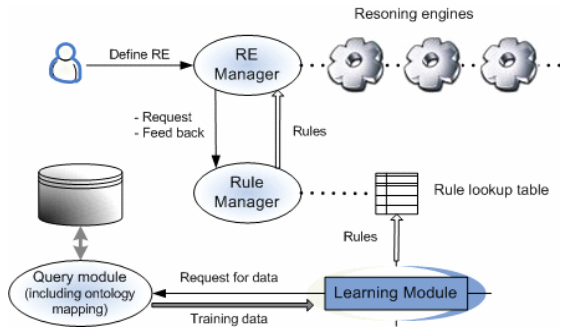 Resoning engines
Define RE
RE
Manager
- Request
- Feed back
Rules
Rule
Manager
Rule lookup table
Rules
Query module
(including ontology
mapping)
Request for data
Training data
Learning Module